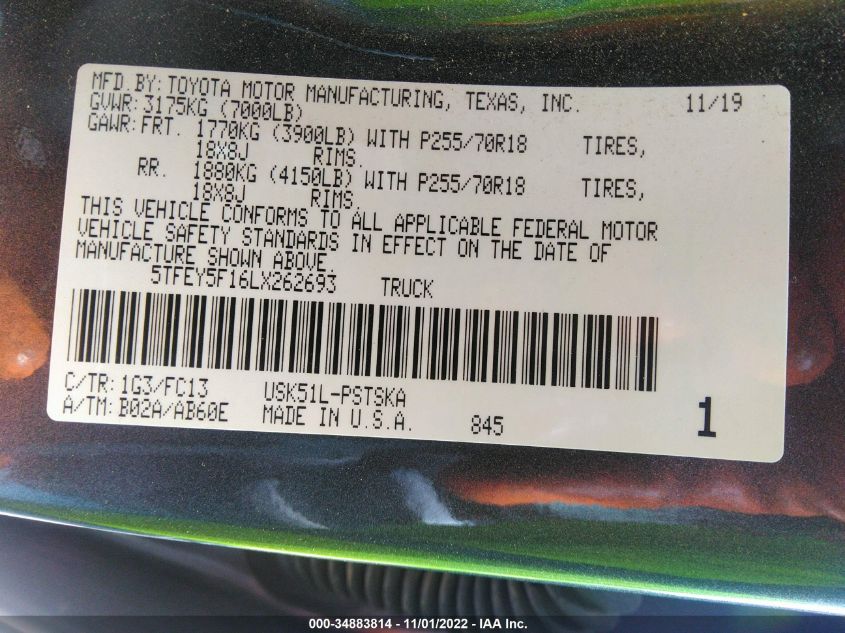 MFD.BY:TOYOTA MOTOR MANUFACTURING, TEXAS, INC. 11/19
GVWR:3175KG (7000LB)
GAWR:FRT. 1770KG (3900LB) WITH P255/70R18 TIRES,
18X8J RIMS.
RR. 1880KG (4150LB) WITH P255/70R18 TIRES,
18X8J RIMS.
THIS VEHICLE CONFORMS TO ALL APPLICABLE FEDERAL MOTOR
VEHICLE SAFETY STANDARDS IN EFFECT ON THE DATE OF
MANUFACTURE SHOWN ABOVE.
5TFEY5F16LX262693 TRUCK
C/TR:1G3/FC13 USK51L-PSTSKA
A/TM:B02A/AB60E MADE IN U.S.A. 845 1
000-34883814 - 11/01/2022 - IAA Inc.